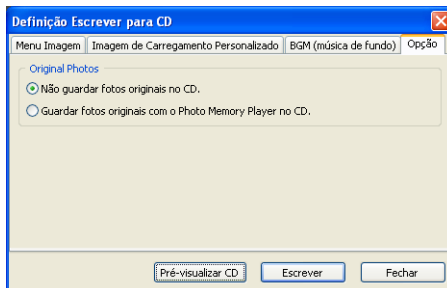 Definição Escrever para CD
Menu Imagem Imagem de Carregamento Personalizado BGM (música de fundo) Opção
Original Photos
Não guardar fotos originais no CD.
Guardar fotos originais com o Photo Memory Player no CD.
Pré-visualizar CD Escrever Fechar